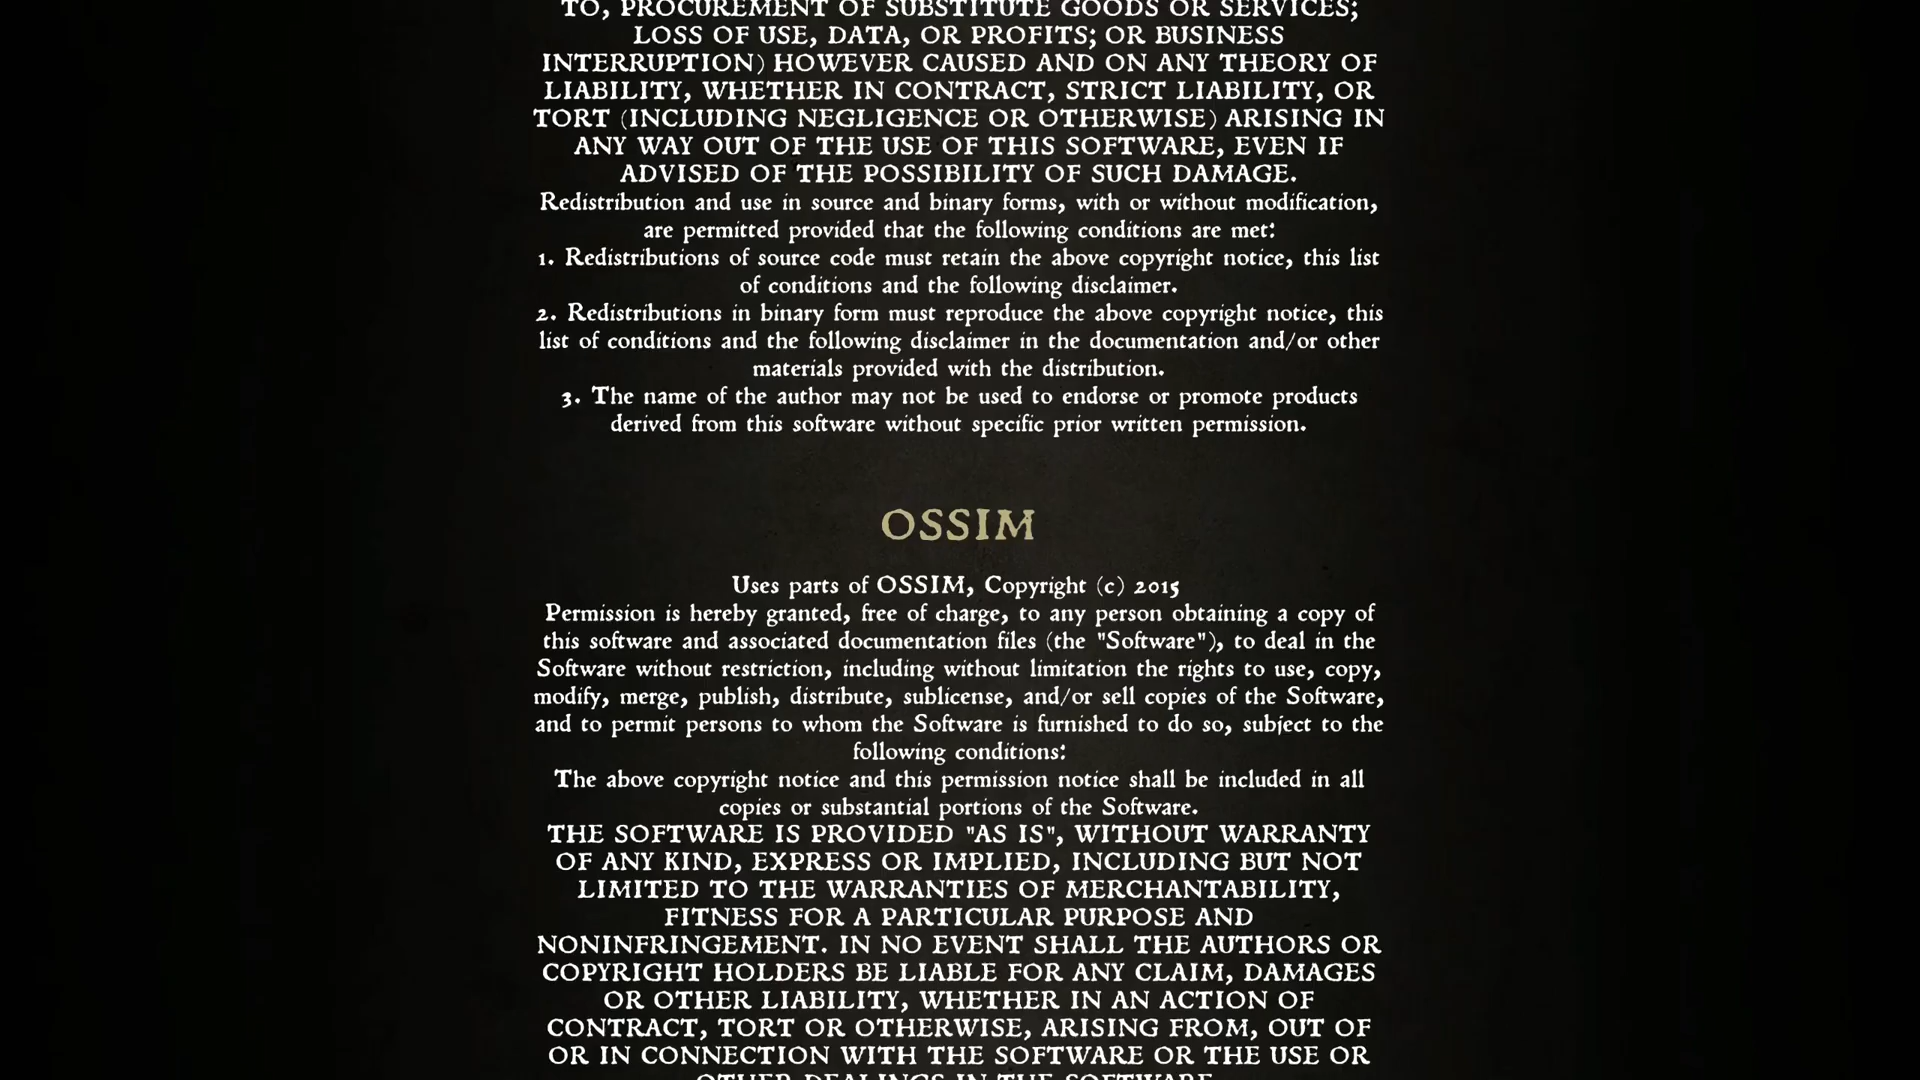 TO, PROCUREMENT OF SUBSTITUTE GOODS OR SERVICES;
LOSS OF USE, DATA, OR PROFITS; OR BUSINESS
INTERRUPTION) HOWEVER CAUSED AND ON ANY THEORY OF
LIABILITY, WHETHER IN CONTRACT, STRICT LIABILITY, OR
TORT (INCLUDING NEGLIGENCE OR OTHERWISE) ARISING IN
ANY WAY OUT OF THE USE OF THIS SOFTWARE, EVEN IF
ADVISED OF THE POSSIBILITY OF SUCH DAMAGE.
Redistribution and use in source and binary forms, with or without modification,
are permitted provided that the following conditions are met:
1. Redistributions of source code must retain the above copyright notice, this list
of conditions and the following disclaimer.
2. Redistributions in binary form must reproduce the above copyright notice, this
list of conditions and the following disclaimer in the documentation and/or other
materials provided with the distribution.
3. The name of the author may not be used to endorse or promote products
derived from this software without specific prior written permission.
OSSIM
Uses parts of OSSIM, Copyright (c) 2015
Permission is hereby granted, free of charge, to any person obtaining a copy of
this software and associated documentation files (the "Software"), to deal in the
Software without restriction, including without limitation the rights to use, copy,
modify, merge, publish, distribute, sublicense, and/or sell copies of the Software,
and to permit persons to whom the Software is furnished to do so, subject to the
following conditions:
The above copyright notice and this permission notice shall be included in all
copies or substantial portions of the Software.
THE SOFTWARE IS PROVIDED "AS IS", WITHOUT WARRANTY
OF ANY KIND, EXPRESS OR IMPLIED, INCLUDING BUT NOT
LIMITED TO THE WARRANTIES OF MERCHANTABILITY,
FITNESS FOR A PARTICULAR PURPOSE AND
NONINFRINGEMENT. IN NO EVENT SHALL THE AUTHORS OR
COPYRIGHT HOLDERS BE LIABLE FOR ANY CLAIM, DAMAGES
OR OTHER LIABILITY, WHETHER IN AN ACTION OF
CONTRACT, TORT OR OTHERWISE, ARISING FROM, OUT OF
OR IN CONNECTION WITH THE SOFTWARE OR THE USE OR
OTHER DEALINGS IN THE SOFTWARE.